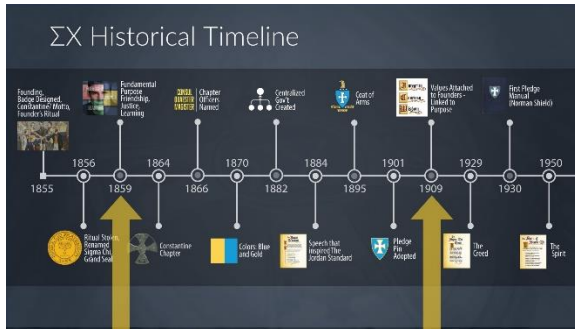 ΣX Historical Timeline
Founding,
Badge Designed,
Constantine Motto,
Founder's Ritual
1855
1856
Ritual Stolen,
Renamed
Sigma Chi,
Grand Seal
Fundamental
Purpose
Friendship,
Justice,
Learning
1859
1864
Constantine
Chapter
CONSUL
QUAESTOR
MAGISTER
Chapter
Officers
Named
1866
1870
Colors: Blue
and Gold
Centralized
Gov't
Created
1882
1884
Speech that
inspired The
Jordan Standard
Coat of
Arms
1895
1901
Pledge
Pin
Adopted
Values Attached
to Founders -
Linked to
Purpose
1909
1929
The
Creed
First Pledge
Manual
(Norman Shield)
1930
1950
The
Spirit